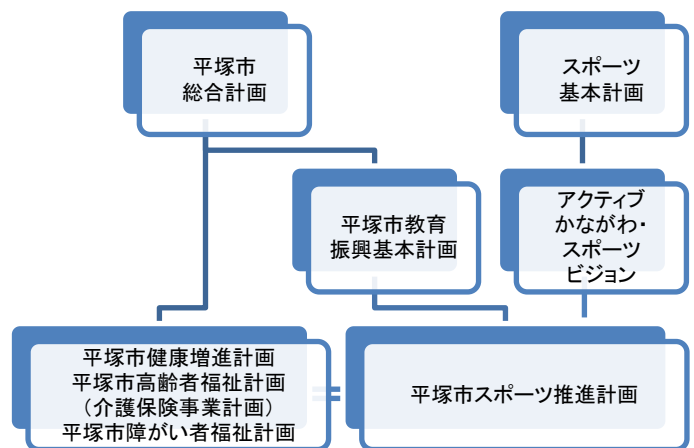 平塚市
総合計画
スポーツ
基本計画
平塚市教育
振興基本計画
アクティブ
かながわ・
スポーツ
ビジョン
平塚市健康増進計画
平塚市高齢者福祉計画
（介護保険事業計画）
平塚市障がい者福祉計画
平塚市スポーツ推進計画